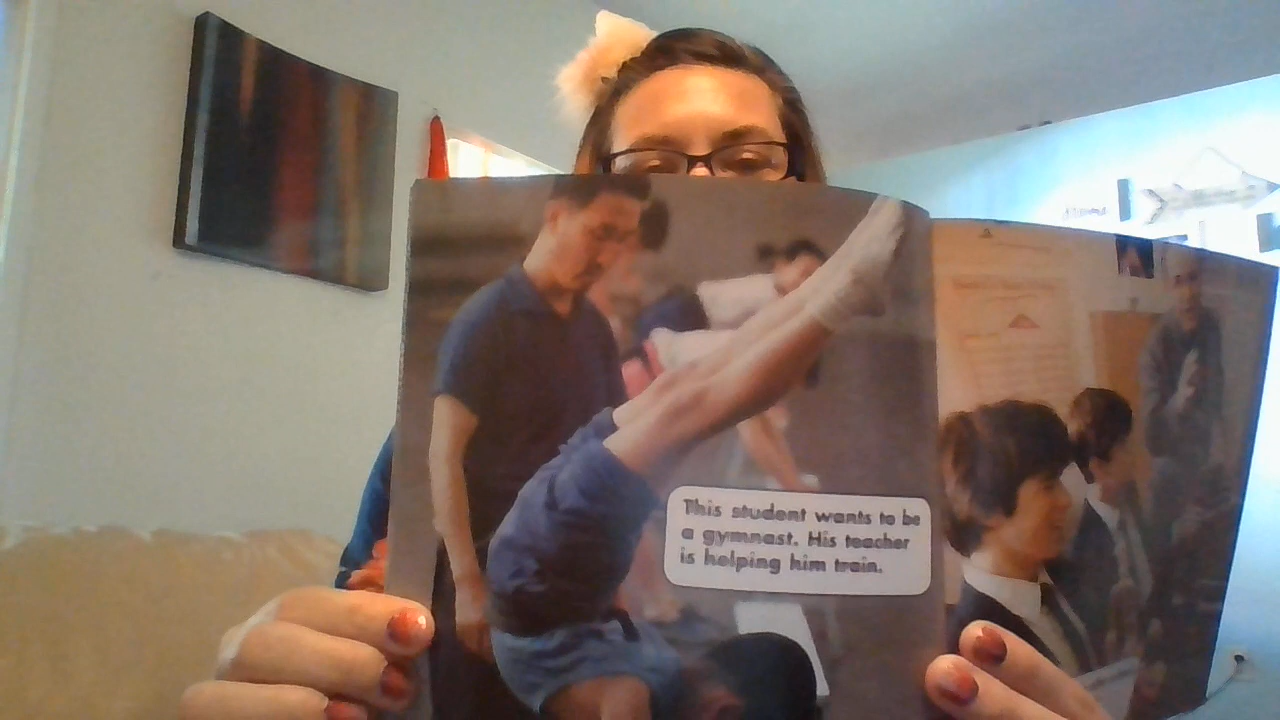 This student wants to be
a gymnast. His teacher
is helping him train.